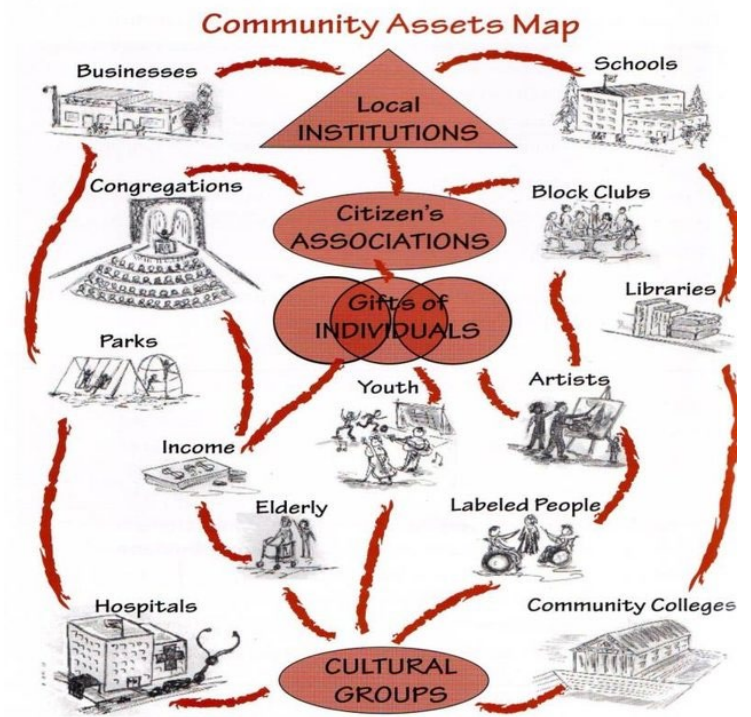 Community Assets Map
Businesses
Schools
Local
INSTITUTIONS
Congregations
Block Clubs
Citizen's
ASSOCIATIONS
Libraries
Gifts of
INDIVIDUALS
Parks
Youth
Artists
Income
Elderly
Labeled People
Hospitals
Community Colleges
CULTURAL
GROUPS